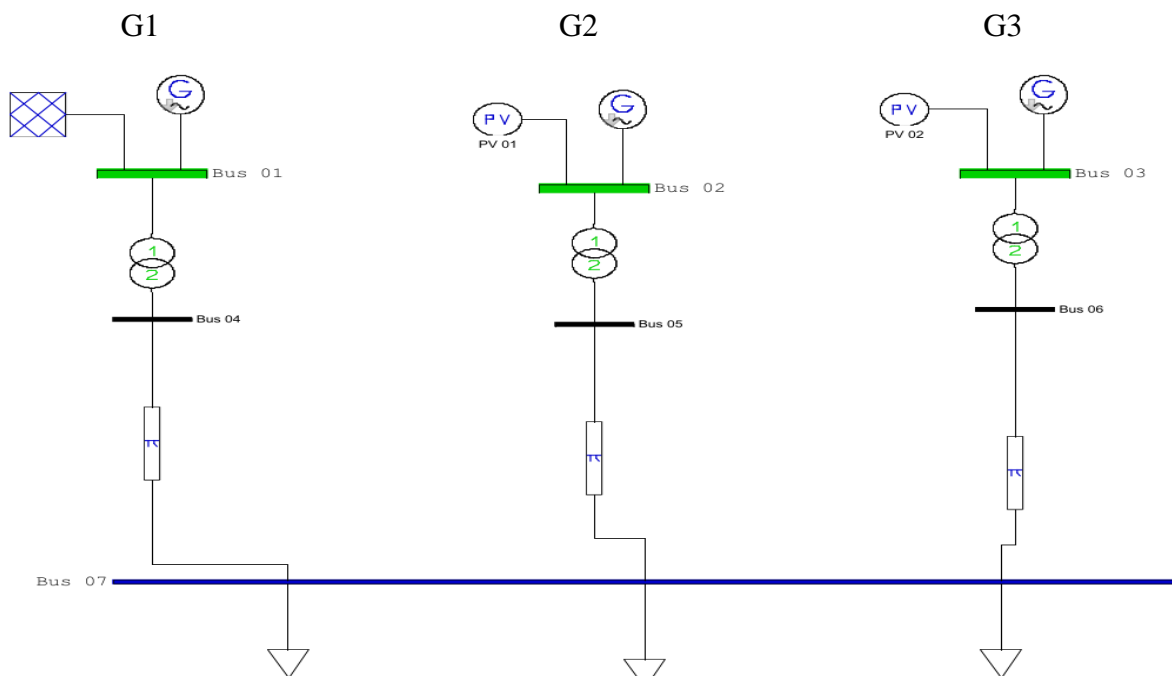 G1
G2
G3
G
G
G
PV
PV 01
PV
PV 02
Bus 01
Bus 02
Bus 03
1
2
1
2
1
2
Bus 04
Bus 05
Bus 06
π
π
π
Bus 07